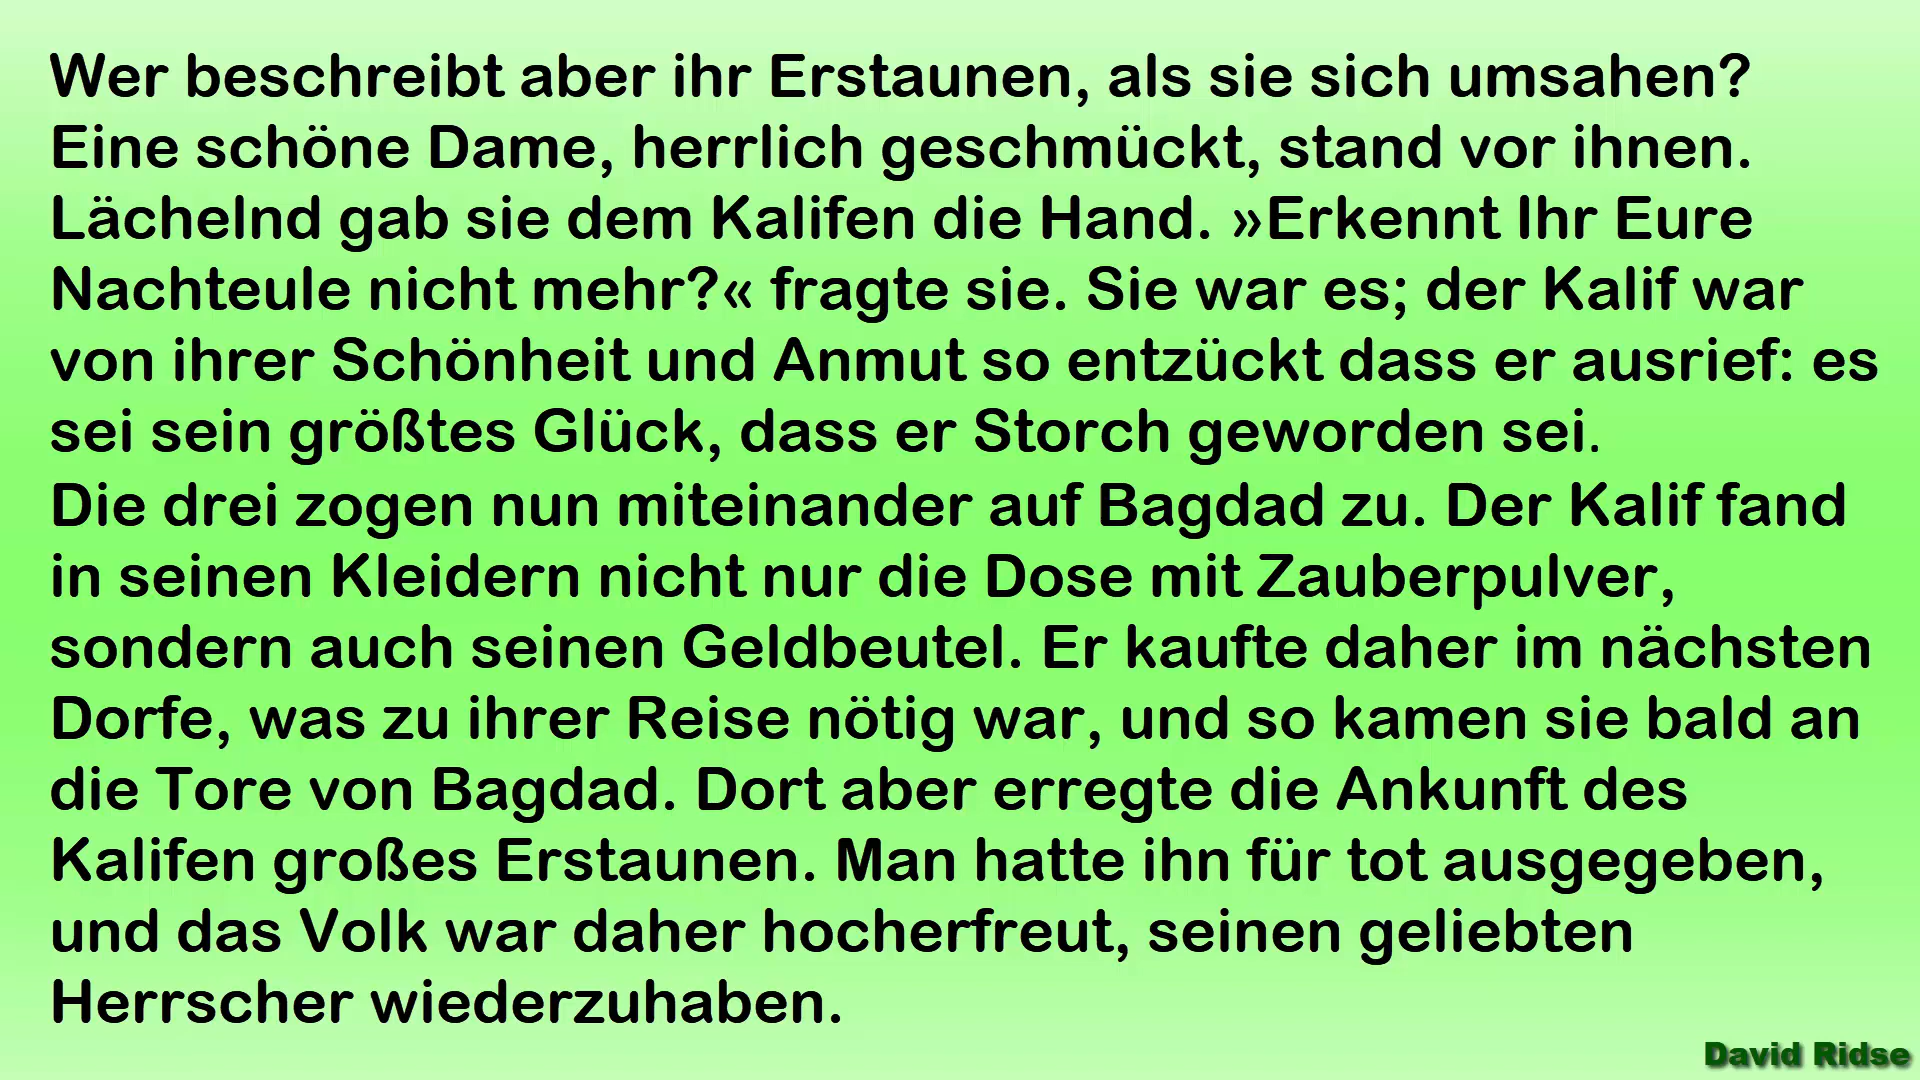 Wer beschreibt aber ihr Erstaunen, als sie sich umsahen?
Eine schöne Dame, herrlich geschmückt, stand vor ihnen.
Lächelnd gab sie dem Kalifen die Hand. »Erkennt Ihr Eure
Nachteule nicht mehr?« fragte sie. Sie war es; der Kalif war
von ihrer Schönheit und Anmut so entzückt dass er ausrief: es
sei sein größtes Glück, dass er Storch geworden sei.
Die drei zogen nun miteinander auf Bagdad zu. Der Kalif fand
in seinen Kleidern nicht nur die Dose mit Zauberpulver,
sondern auch seinen Geldbeutel. Er kaufte daher im nächsten
Dorfe, was zu ihrer Reise nötig war, und so kamen sie bald an
die Tore von Bagdad. Dort aber erregte die Ankunft des
Kalifen großes Erstaunen. Man hatte ihn für tot ausgegeben,
und das Volk war daher hocherfreut, seinen geliebten
Herrscher wiederzuhaben.
David Ridse